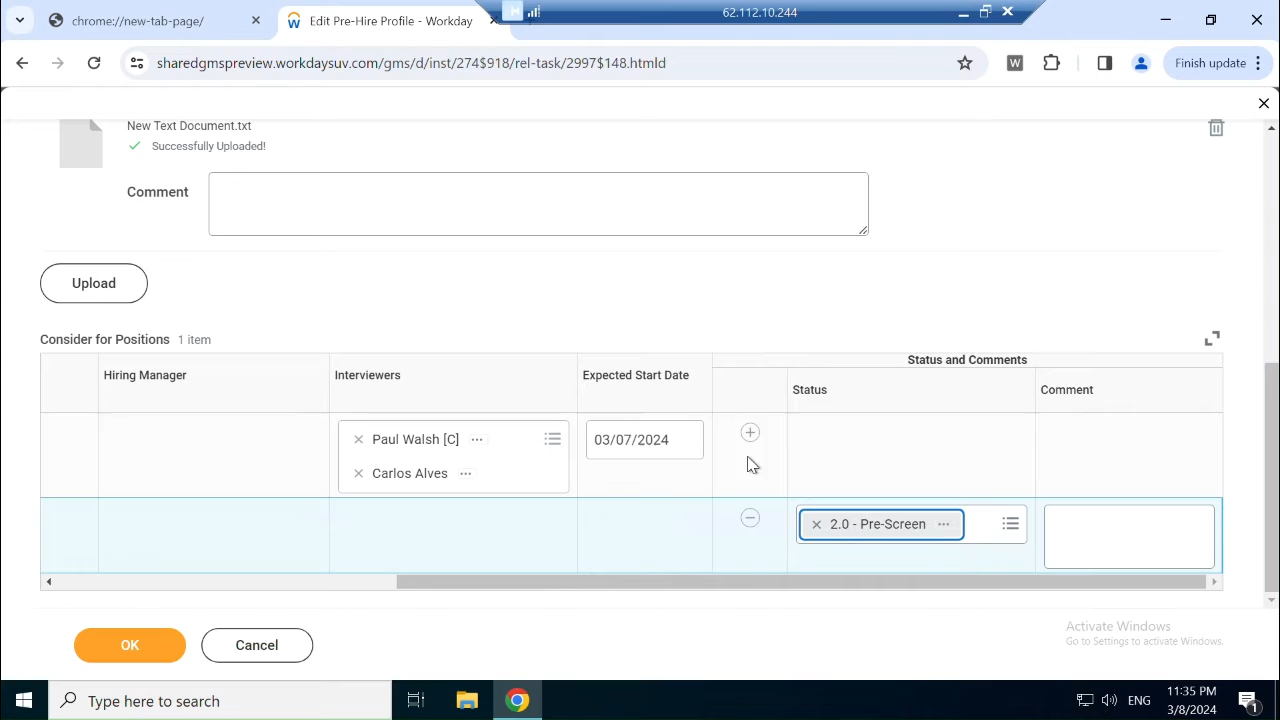 chrome://new-tab-page/
Edit Pre-Hire Profile - Workday
62.112.10.244
sharedgmspreview.workdaysuv.com/gms/d/inst/274$918/rel-task/2997$148.htmld
W
Finish update
New Text Document.txt
Successfully Uploaded!
Comment
Upload
Consider for Positions 1 item
Status and Comments
Hiring Manager
Interviewers
Expected Start Date
Status
Comment
Paul Walsh [C]
03/07/2024
Carlos Alves
2.0 - Pre-Screen
OK
Cancel
Activate Windows
Go to Settings to activate Windows.
Type here to search
ENG
11:35 PM
3/8/2024
1